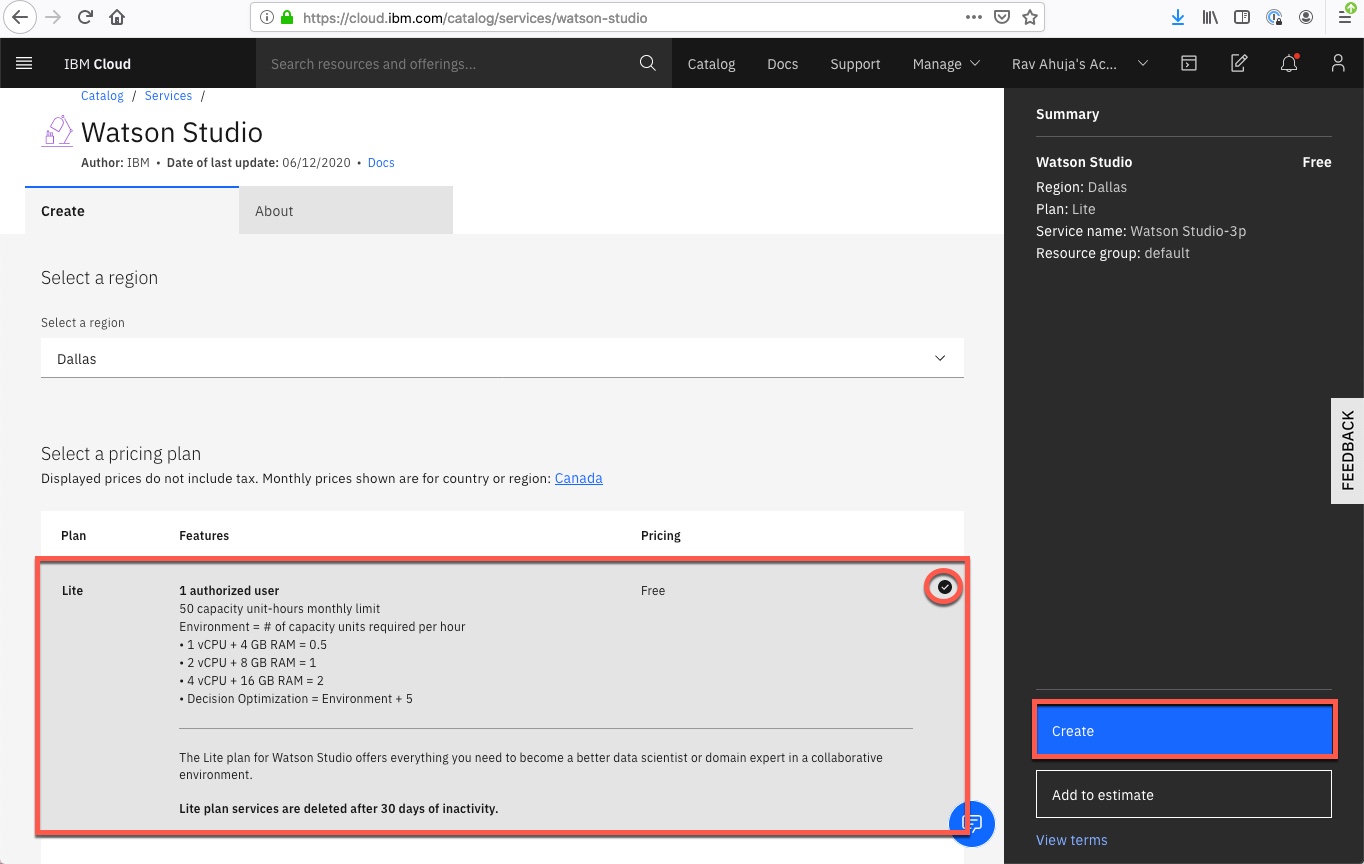 https://cloud.ibm.com/catalog/services/watson-studio
IBM Cloud
Search resources and offerings...
Catalog
Docs
Support
Manage
Rav Ahuja's Ac...
Catalog / Services /
Watson Studio
Author: IBM • Date of last update: 06/12/2020 • Docs
Create
About
Select a region
Select a region
Dallas
Select a pricing plan
Displayed prices do not include tax. Monthly prices shown are for country or region: Canada
Plan
Features
Pricing
Lite
1 authorized user
Free
50 capacity unit-hours monthly limit
Environment = # of capacity units required per hour
• 1 vCPU + 4 GB RAM = 0.5
• 2 vCPU + 8 GB RAM = 1
• 4 vCPU + 16 GB RAM = 2
• Decision Optimization = Environment + 5
The Lite plan for Watson Studio offers everything you need to become a better data scientist or domain expert in a collaborative
environment.
Lite plan services are deleted after 30 days of inactivity.
Summary
Watson Studio
Free
Region: Dallas
Plan: Lite
Service name: Watson Studio-3p
Resource group: default
FEEDBACK
Create
Add to estimate
View terms